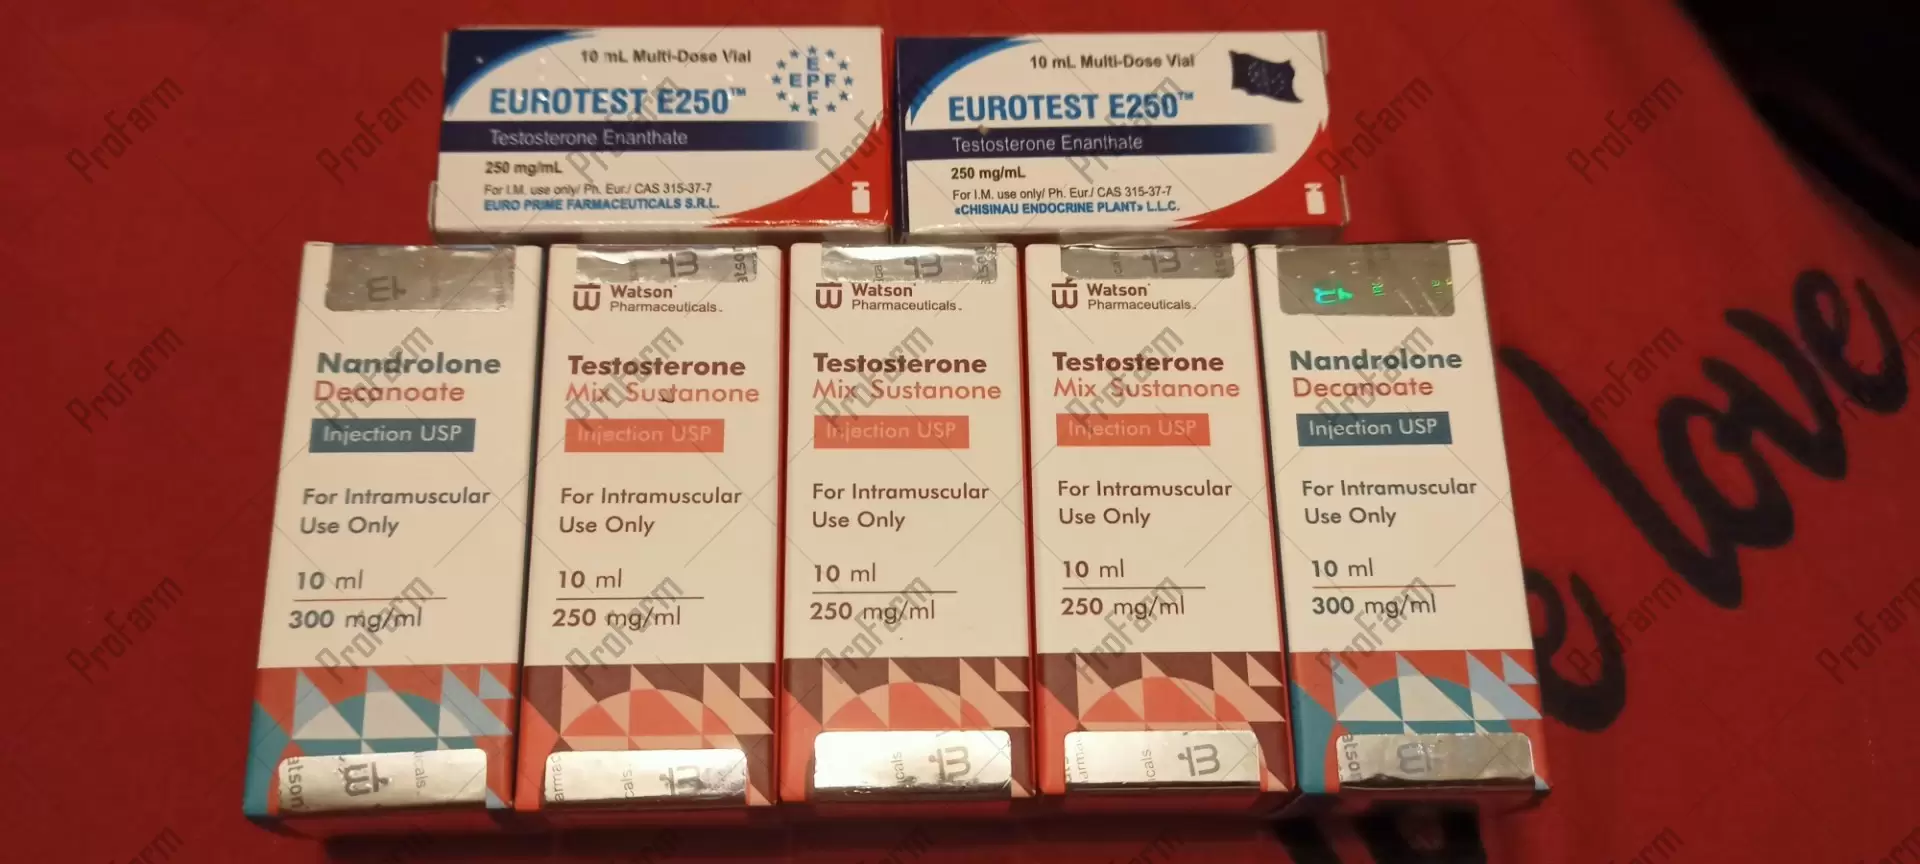 10 mL Multi-Dose Vial
EPF
E
P
F
EUROTEST E250™
Testosterone Enanthate
250 mg/mL
For I.M. use only/ Ph. Eur./ CAS 315-37-7
EURO PRIME FARMACEUTICALS S.R.L.
10 mL Multi-Dose Vial
EUROTEST E250™
Testosterone Enanthate
250 mg/mL
For I.M. use only/ Ph. Eur./ CAS 315-37-7
«CHISINAU ENDOCRINE PLANT» L.L.C.
Nandrolone
Decanoate
Injection USP
For Intramuscular
Use Only
10 ml
300 mg/ml
Watson
Pharmaceuticals
Testosterone
Mix Sustanone
Injection USP
For Intramuscular
Use Only
10 ml
250 mg/ml
Watson
Pharmaceuticals
Testosterone
Mix Sustanone
Injection USP
For Intramuscular
Use Only
10 ml
250 mg/ml
Watson
Pharmaceuticals
Testosterone
Mix Sustanone
Injection USP
For Intramuscular
Use Only
10 ml
250 mg/ml
Nandrolone
Decanoate
Injection USP
For Intramuscular
Use Only
10 ml
300 mg/ml
love
ProFarm